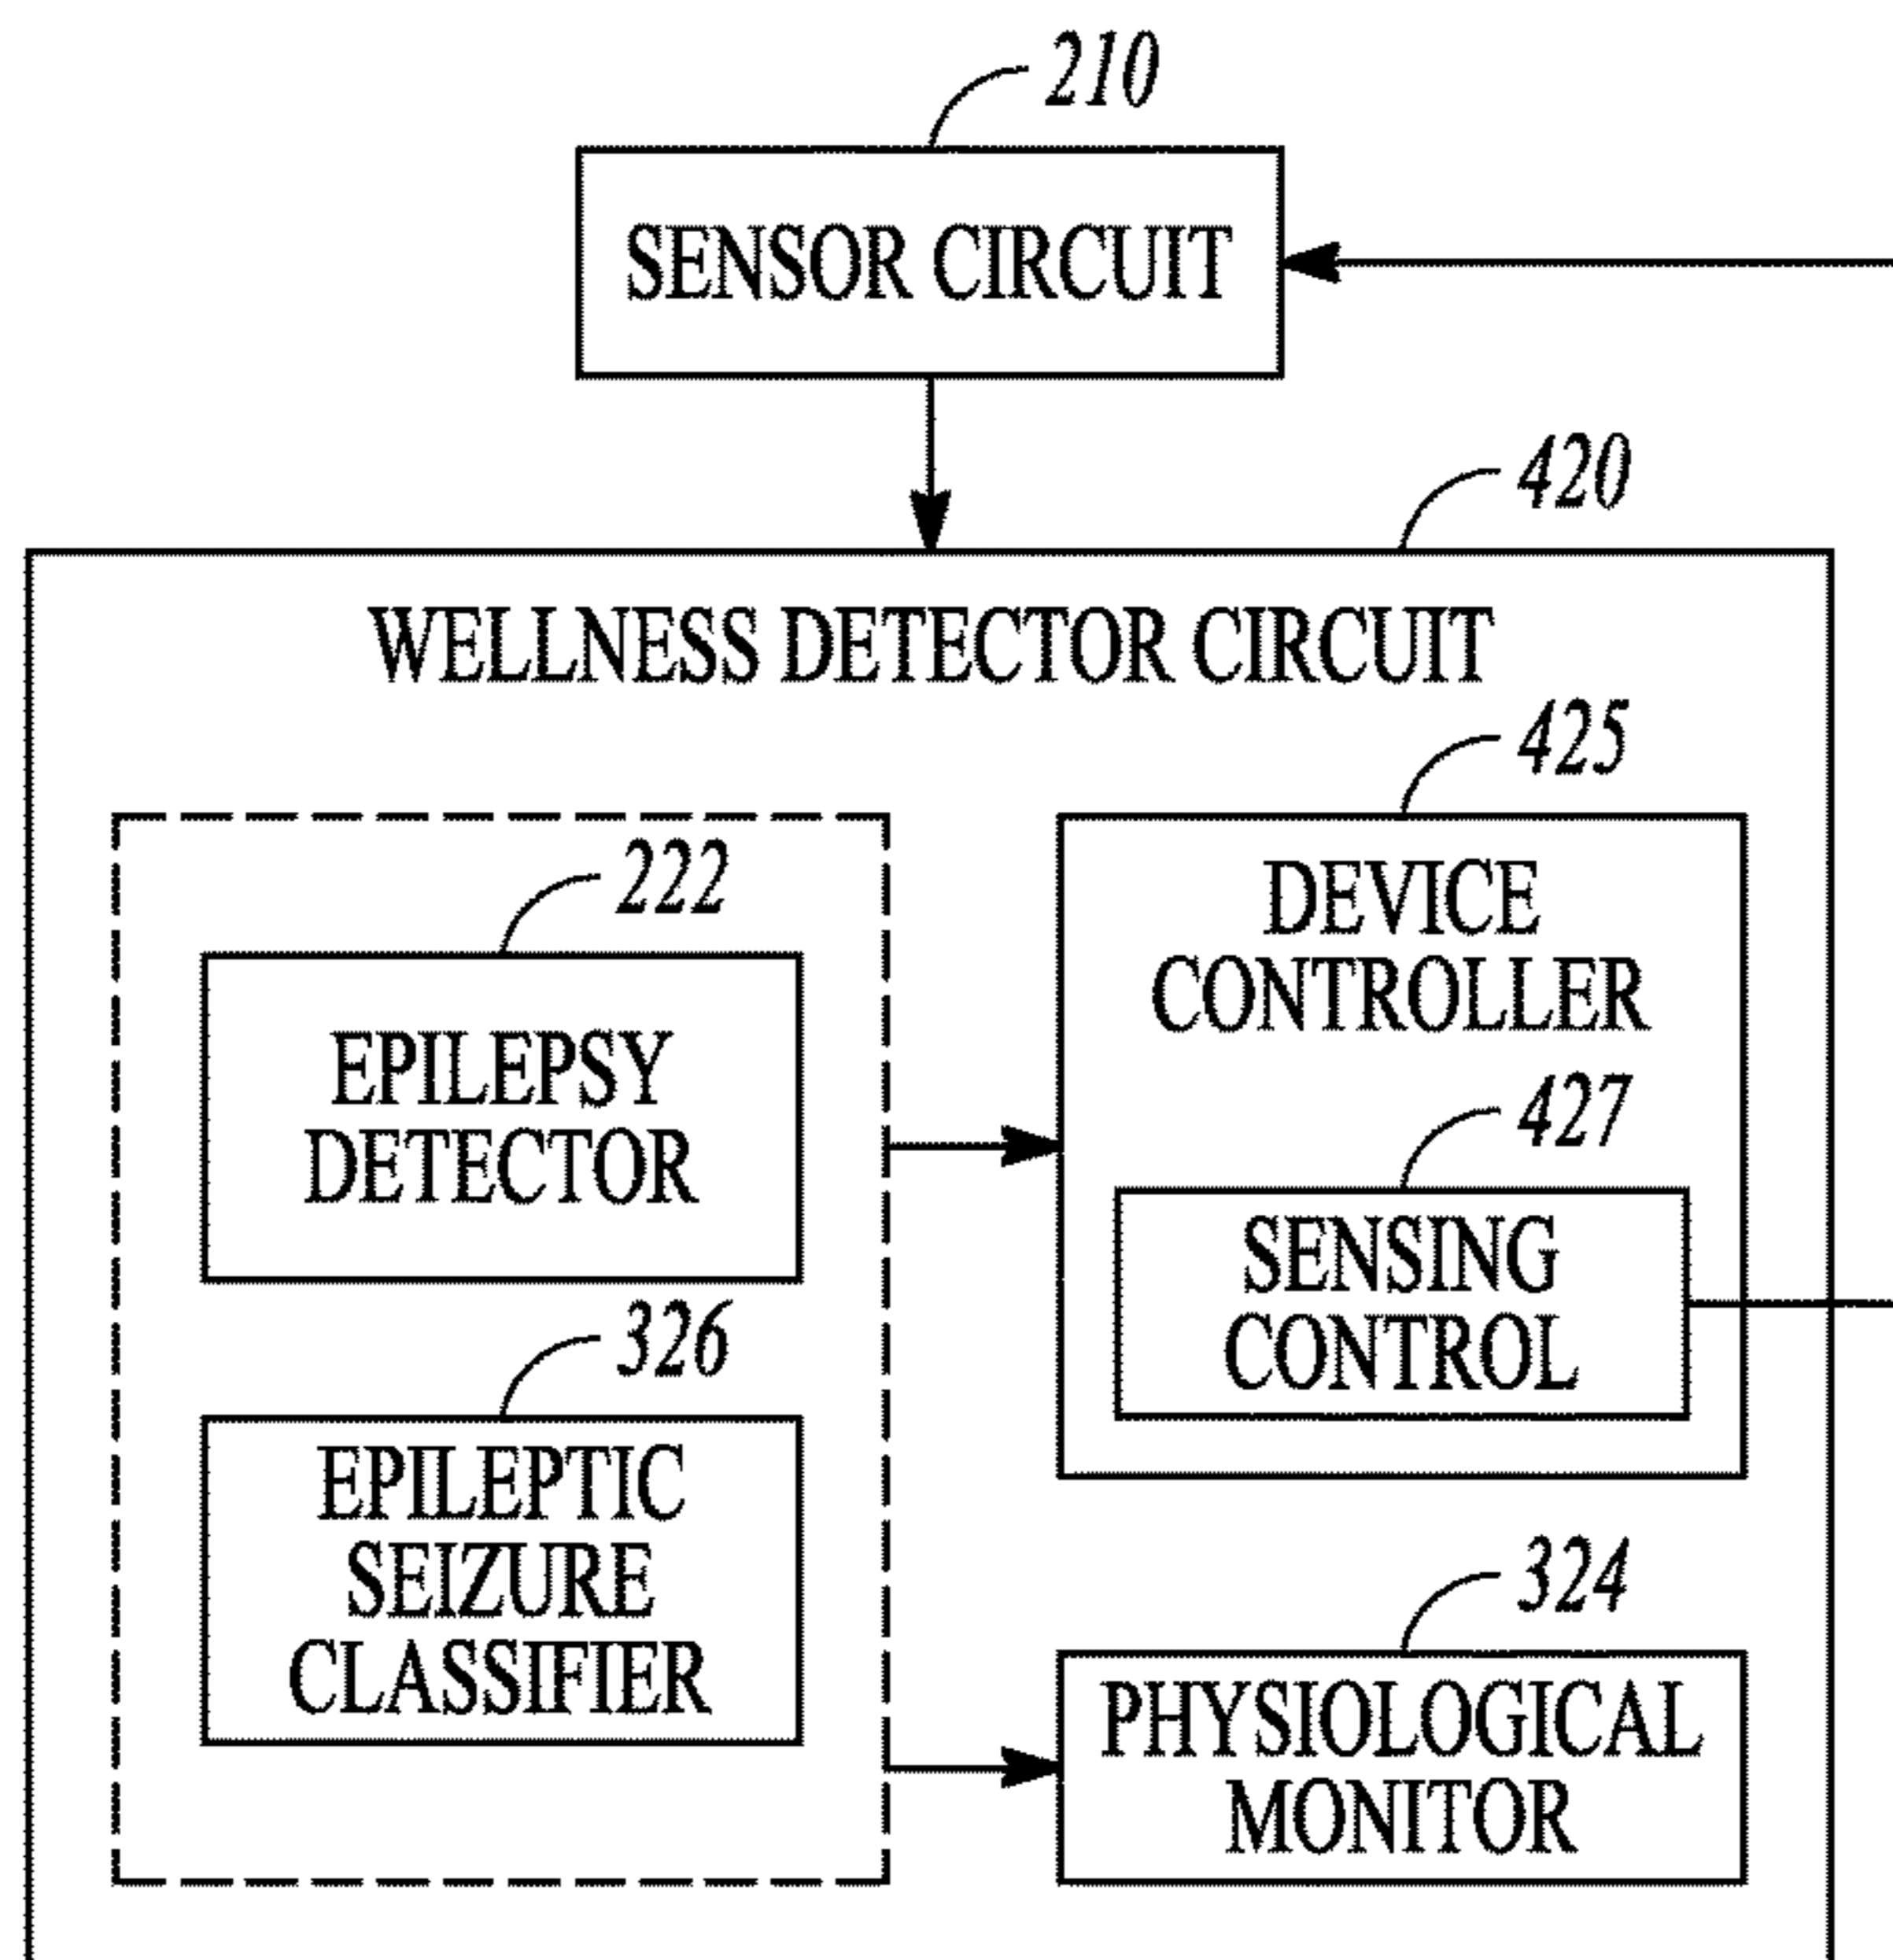 210
SENSOR CIRCUIT
420
WELLNESS DETECTOR CIRCUIT
425
222
DEVICE
CONTROLLER
EPILEPSY
DETECTOR
427
SENSING
CONTROL
326
EPILEPTIC
SEIZURE
CLASSIFIER
324
PHYSIOLOGICAL
MONITOR